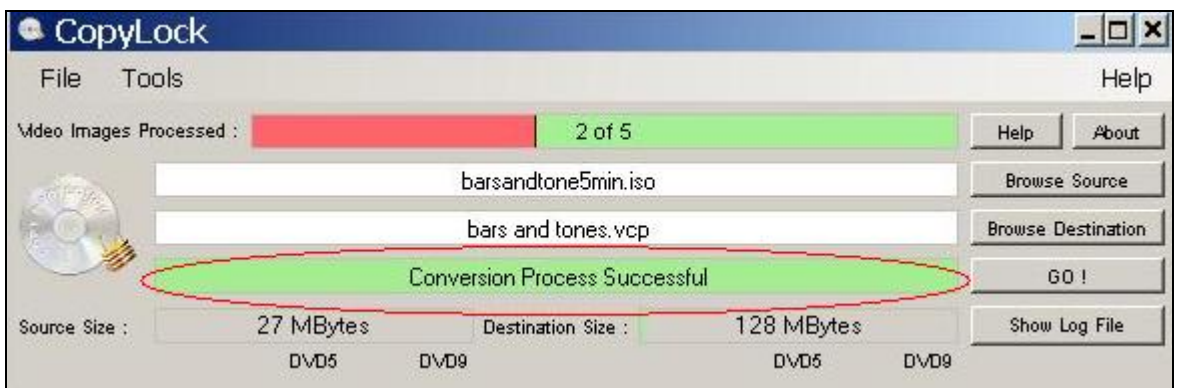 CopyLock
File Tools Help
Video Images Processed : 2 of 5 Help About
barsandtone5min.iso Browse Source
bars and tones.vcp Browse Destination
Conversion Process Successful GO !
Source Size : 27 MBytes Destination Size : 128 MBytes Show Log File
DVD5 DVD9 DVD5 DVD9